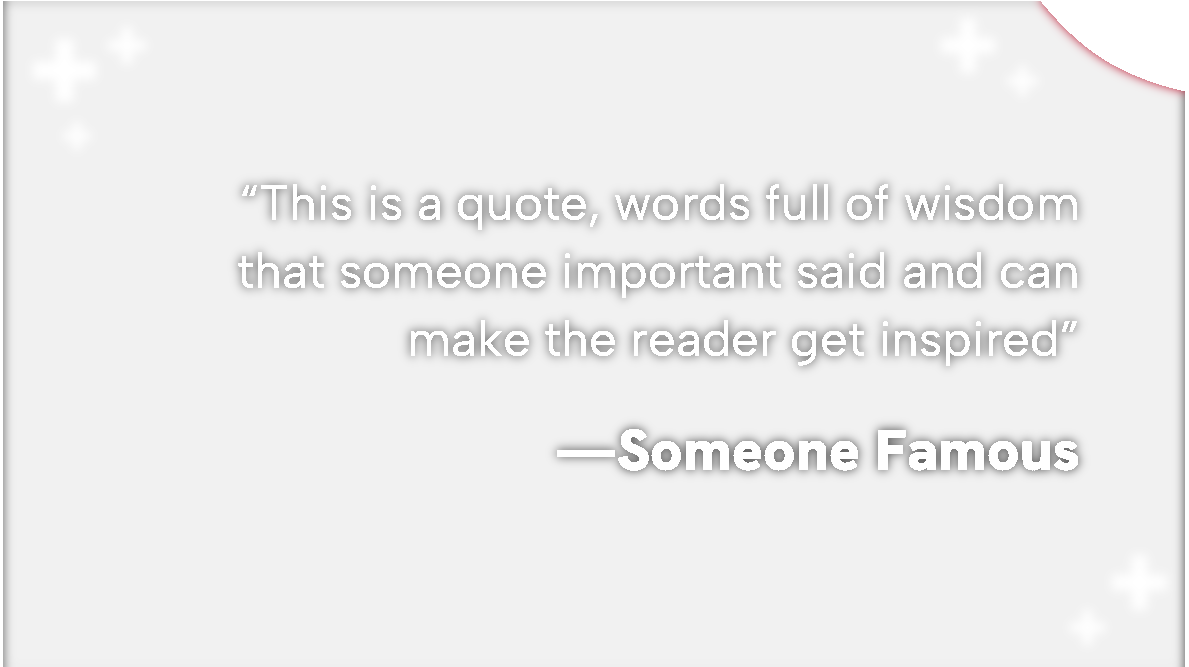 “This is a quote, words full of wisdom
that someone important said and can
make the reader get inspired”
—Someone Famous